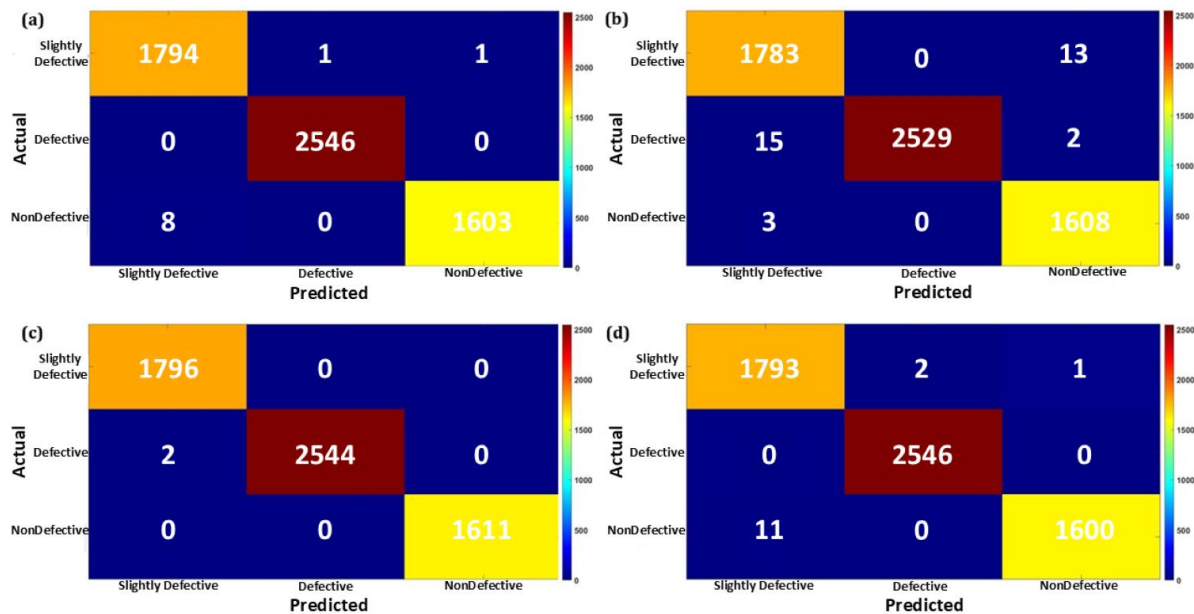 (a)
Slightly
Defective
1794 1 1
Defective
0 2546 0
NonDefective
8 0 1603
Actual
Slightly Defective Defective NonDefective
Predicted
2500
2000
1500
1000
500
0
(b)
Slightly
Defective
1783 0 13
Defective
15 2529 2
NonDefective
3 0 1608
Actual
Slightly Defective Defective NonDefective
Predicted
2500
2000
1500
1000
500
0
(c)
Slightly
Defective
1796 0 0
Defective
2 2544 0
NonDefective
0 0 1611
Actual
Slightly Defective Defective NonDefective
Predicted
2500
2000
1500
1000
500
0
(d)
Slightly
Defective
1793 2 1
Defective
0 2546 0
NonDefective
11 0 1600
Actual
Slightly Defective Defective NonDefective
Predicted
2500
2000
1500
1000
500
0